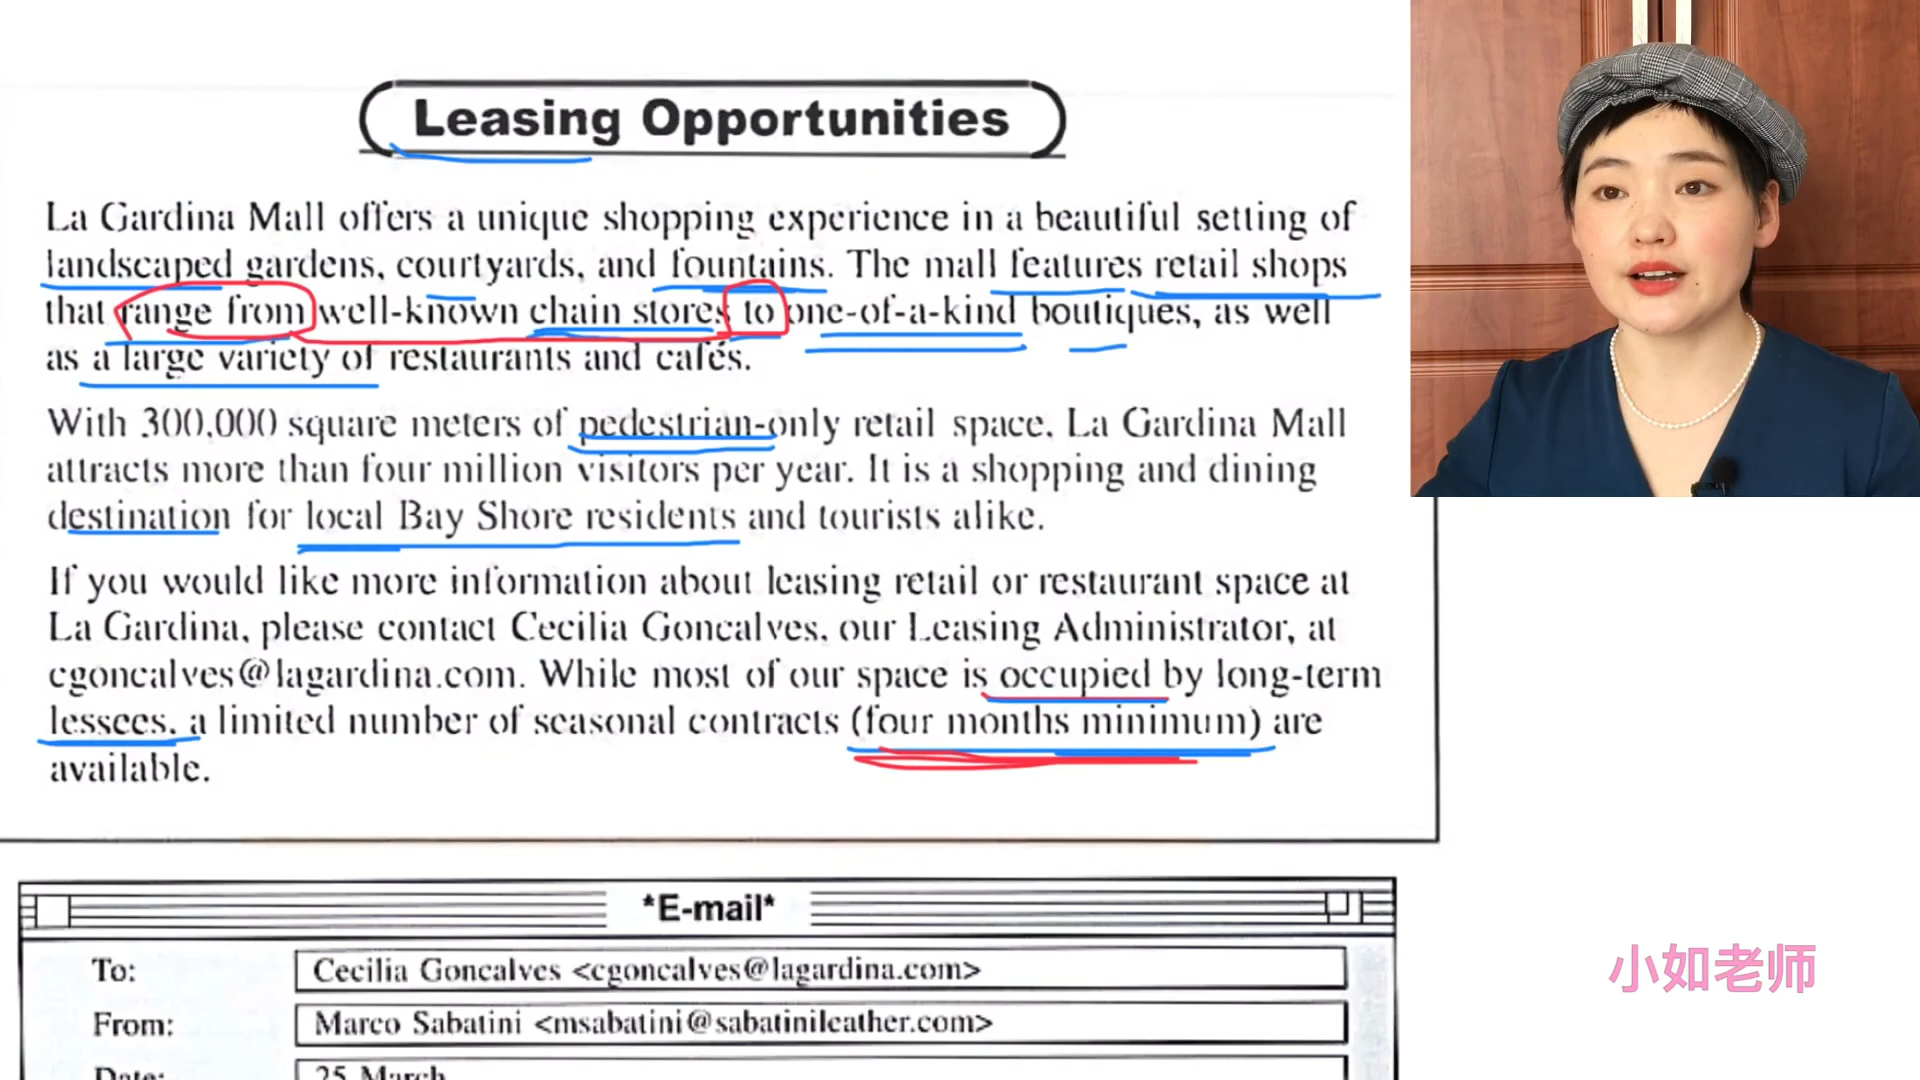 Leasing Opportunities
La Gardina Mall offers a unique shopping experience in a beautiful setting of
landscaped gardens, courtyards, and fountains. The mall features retail shops
that range from well-known chain stores to one-of-a-kind boutiques, as well
as a large variety of restaurants and cafés.
With 300,000 square meters of pedestrian-only retail space, La Gardina Mall
attracts more than four million visitors per year. It is a shopping and dining
destination for local Bay Shore residents and tourists alike.
If you would like more information about leasing retail or restaurant space at
La Gardina, please contact Cecilia Goncalves, our Leasing Administrator, at
cgoncalves@lagardina.com. While most of our space is occupied by long-term
lessees, a limited number of seasonal contracts (four months minimum) are
available.
*E-mail*
To: Cecilia Goncalves <cgoncalves@lagardina.com>
From: Marco Sabatini <msabatini@sabatinileather.com>
Date: 25 March
小如老师